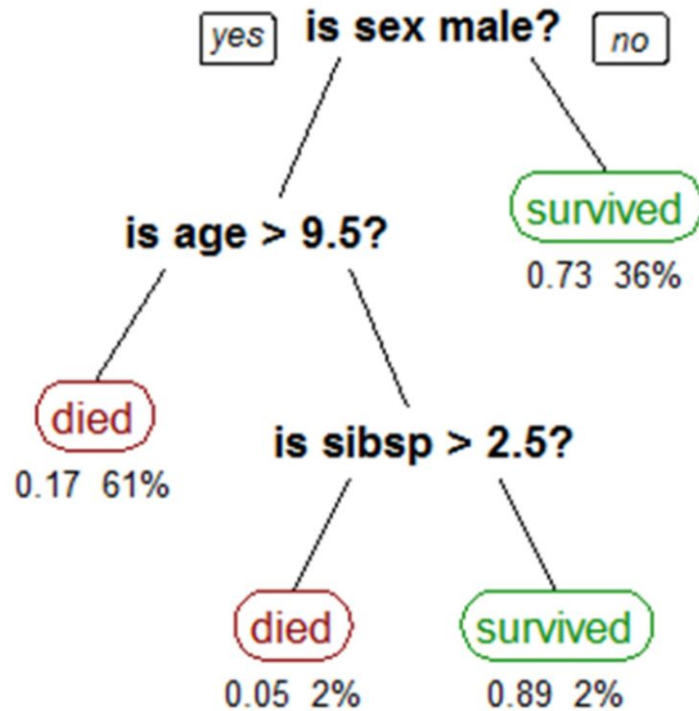 yes is sex male? no
is age > 9.5?
survived
0.73 36%
died
0.17 61%
is sibsp > 2.5?
died
0.05 2%
survived
0.89 2%